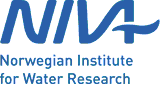 NIVA
Norwegian Institute
for Water Research